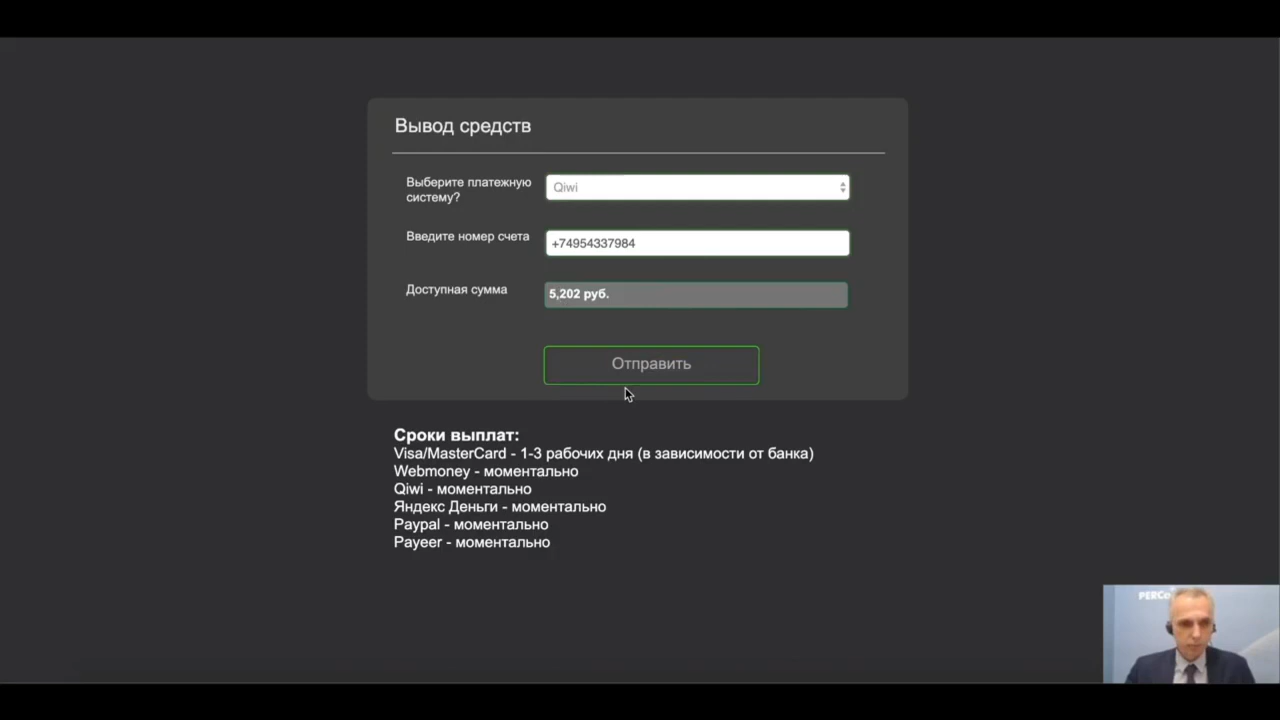 Вывод средств
Выберите платежную
систему?
Qiwi
Введите номер счета
+74954337984
Доступная сумма
5,202 руб.
Отправить
Сроки выплат:
Visa/MasterCard - 1-3 рабочих дня (в зависимости от банка)
Webmoney - моментально
Qiwi - моментально
Яндекс Деньги - моментально
Paypal - моментально
Payeer - моментально
PERCo